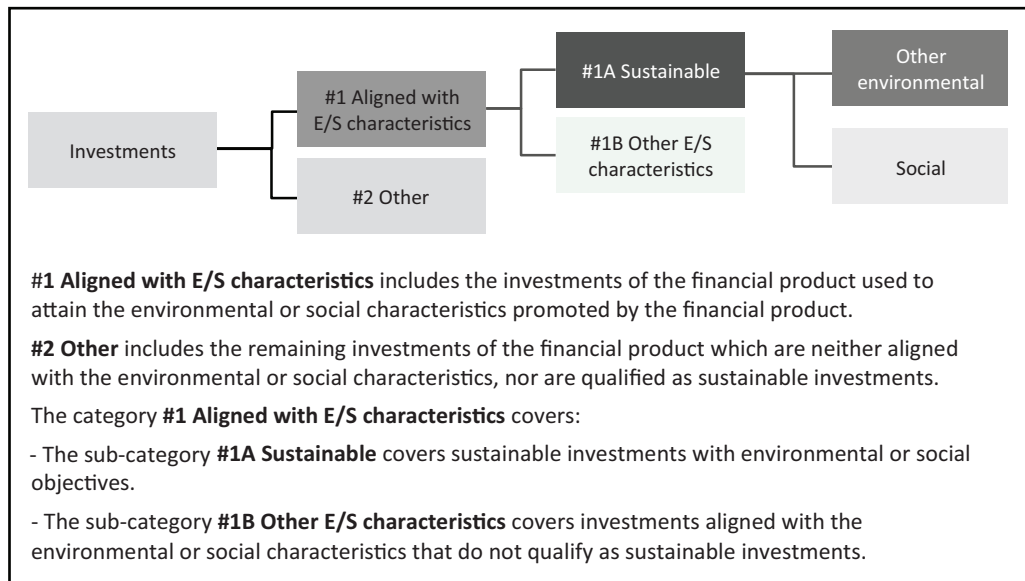 Investments
#1 Aligned with
E/S characteristics
#2 Other
#1A Sustainable
#1B Other E/S
characteristics
Other
environmental
Social
#1 Aligned with E/S characteristics includes the investments of the financial product used to
attain the environmental or social characteristics promoted by the financial product.
#2 Other includes the remaining investments of the financial product which are neither aligned
with the environmental or social characteristics, nor are qualified as sustainable investments.
The category #1 Aligned with E/S characteristics covers:
- The sub-category #1A Sustainable covers sustainable investments with environmental or social
objectives.
- The sub-category #1B Other E/S characteristics covers investments aligned with the
environmental or social characteristics that do not qualify as sustainable investments.